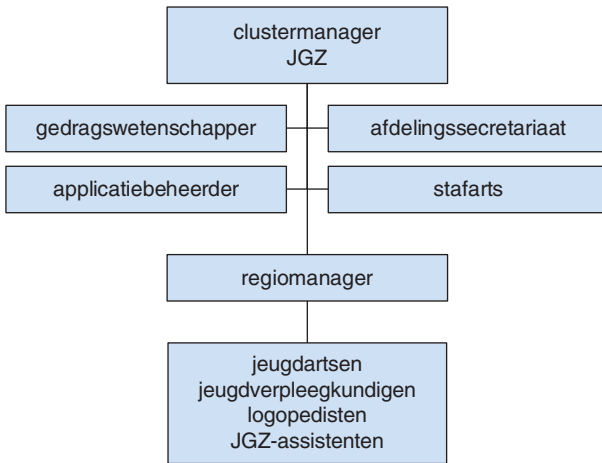 clustermanager
JGZ
gedragswetenschapper
afdelingssecretariaat
applicatiebeheerder
stafarts
regiomanager
jeugdartsen
jeugdverpleegkundigen
logopedisten
JGZ-assistenten